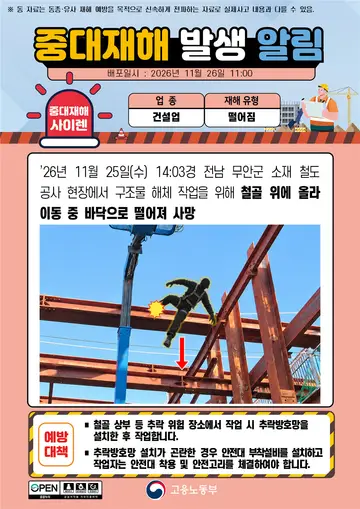 ※ 동 자료는 동종·유사 재해 예방을 목적으로 신속하게 전파하는 자료로 실제사고 내용과 다를 수 있음.
중대재해 발생 알림
배포일시 : 2026년 11월 26일 11:00
중대재해
사이렌
업 종
재해 유형
건설업
떨어짐
'26년 11월 25일(수) 14:03경 전남 무안군 소재 철도
공사 현장에서 구조물 해체 작업을 위해 철골 위에 올라
이동 중 바닥으로 떨어져 사망
예방
대책
▪ 철골 상부 등 추락 위험 장소에서 작업 시 추락방호망을
설치한 후 작업합니다.
▪ 추락방호망 설치가 곤란한 경우 안전대 부착설비를 설치하고
작업자는 안전대 착용 및 안전고리를 체결하여야 합니다.
OPEN
고용노동부